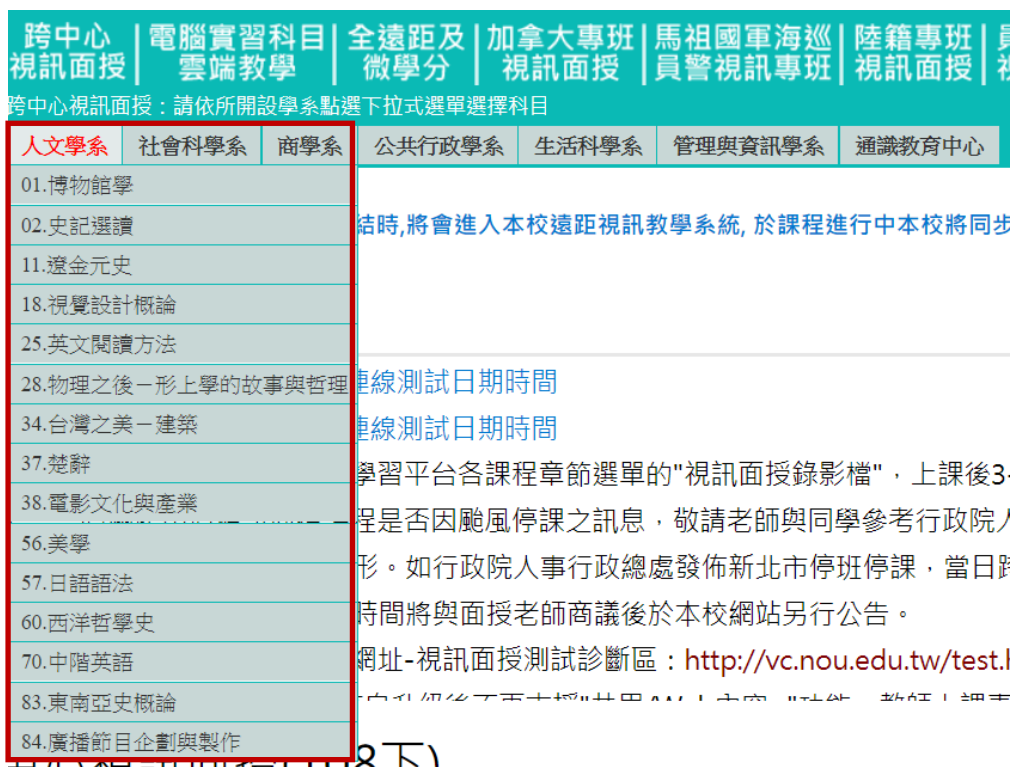 跨中心 視訊面授
電腦實習科目 雲端教學
全遠距及 微學分
加拿大專班 視訊面授
馬祖國軍海巡 員警視訊專班
陸籍專班 視訊面授
跨中心視訊面授：請依所開設學系點選下拉式選單選擇科目
人文學系 社會科學系 商學系 公共行政學系 生活科學系 管理與資訊學系 通識教育中心
01.博物館學
02.史記選讀
結時,將會進入本校遠距視訊教學系統, 於課程進行中本校將同步
11.遼金元史
18.視覺設計概論
25.英文閱讀方法
28.物理之後－形上學的故事與哲理
連線測試日期時間
34.台灣之美－建築
連線測試日期時間
37.楚辭
學習平台各課程章節選單的"視訊面授錄影檔"，上課後3-
38.電影文化與產業
程是否因颱風停課之訊息，敬請老師與同學參考行政院人
56.美學
57.日語語法
形。如行政院人事行政總處發佈新北市停班停課，當日跨
60.西洋哲學史
時間將與面授老師商議後於本校網站另行公告。
70.中階英語
網址-視訊面授測試診斷區：http://vc.nou.edu.tw/test.h
83.東南亞史概論
84.廣播節目企劃與製作